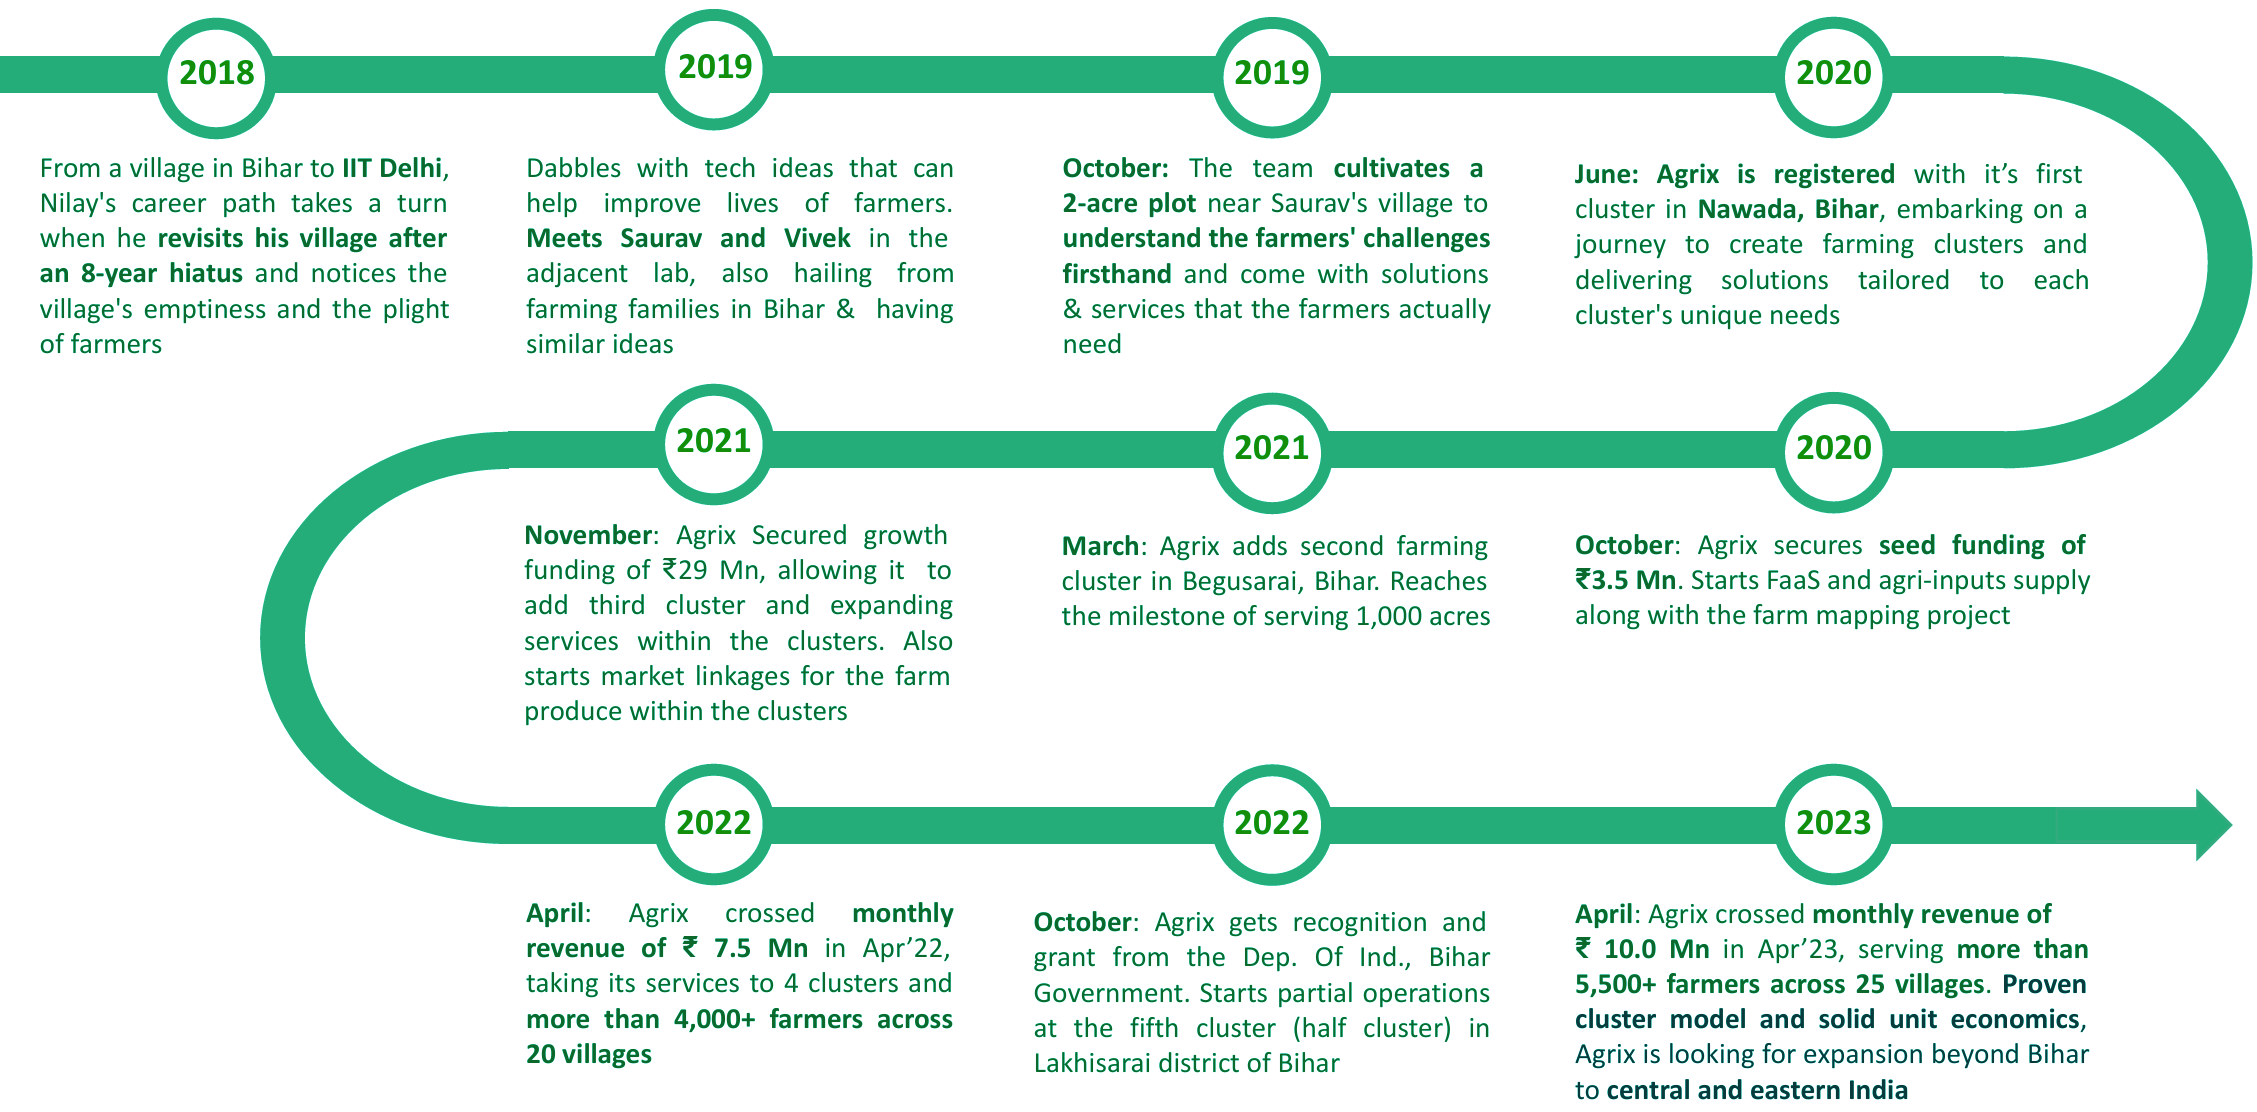 2018
From a village in Bihar to IIT Delhi,
Nilay's career path takes a turn
when he revisits his village after
an 8-year hiatus and notices the
village's emptiness and the plight
of farmers
2019
Dabbles with tech ideas that can
help improve lives of farmers.
Meets Saurav and Vivek in the
adjacent lab, also hailing from
farming families in Bihar & having
similar ideas
2019
October: The team cultivates a
2-acre plot near Saurav's village to
understand the farmers' challenges
firsthand and come with solutions
& services that the farmers actually
need
2020
June: Agrix is registered with it’s first
cluster in Nawada, Bihar, embarking on a
journey to create farming clusters and
delivering solutions tailored to each
cluster's unique needs
2020
October: Agrix secures seed funding of
₹3.5 Mn. Starts FaaS and agri-inputs supply
along with the farm mapping project
2021
March: Agrix adds second farming
cluster in Begusarai, Bihar. Reaches
the milestone of serving 1,000 acres
2021
November: Agrix Secured growth
funding of ₹29 Mn, allowing it to
add third cluster and expanding
services within the clusters. Also
starts market linkages for the farm
produce within the clusters
2022
April: Agrix crossed monthly
revenue of ₹ 7.5 Mn in Apr’22,
taking its services to 4 clusters and
more than 4,000+ farmers across
20 villages
2022
October: Agrix gets recognition and
grant from the Dep. Of Ind., Bihar
Government. Starts partial operations
at the fifth cluster (half cluster) in
Lakhisarai district of Bihar
2023
April: Agrix crossed monthly revenue of
₹ 10.0 Mn in Apr’23, serving more than
5,500+ farmers across 25 villages. Proven
cluster model and solid unit economics,
Agrix is looking for expansion beyond Bihar
to central and eastern India